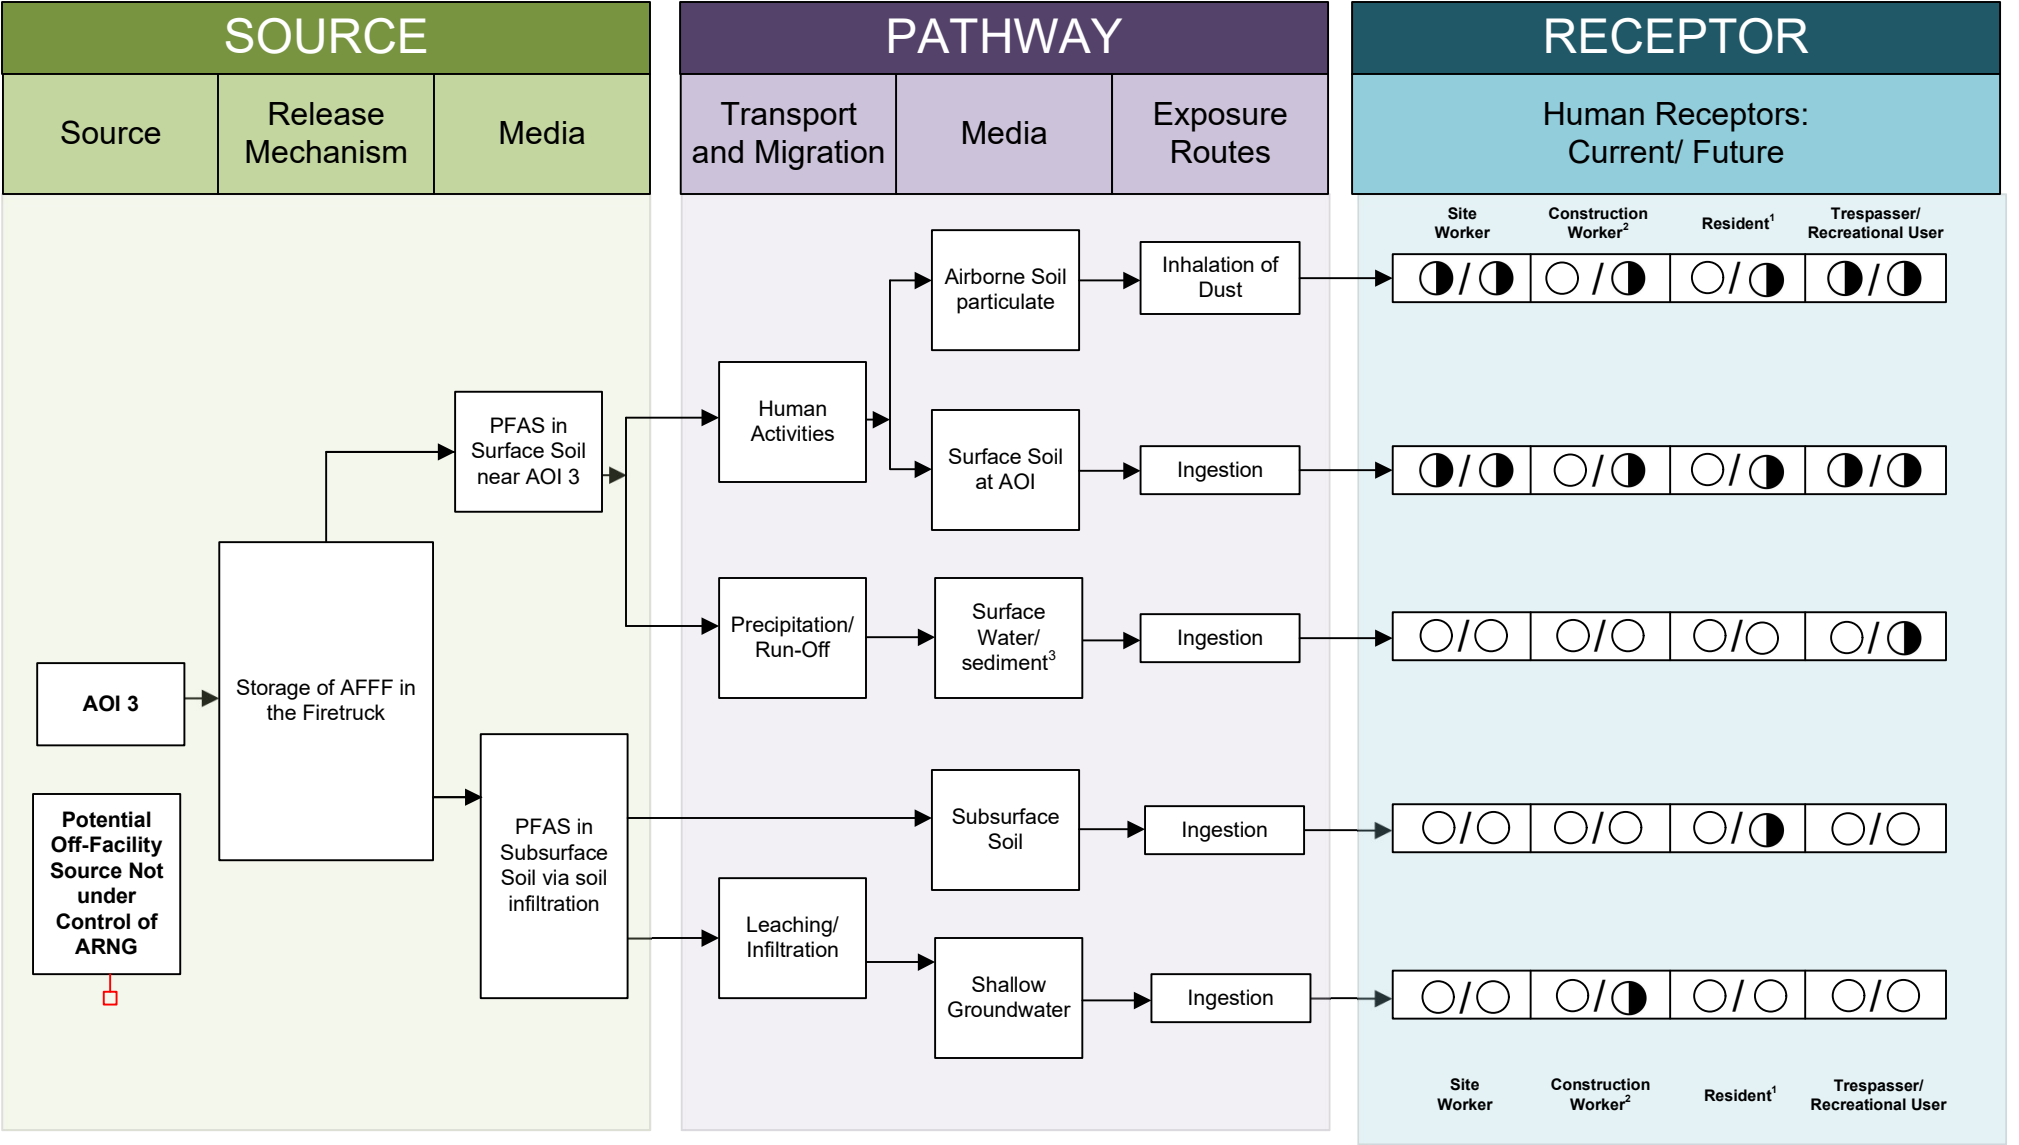 SOURCE
PATHWAY
RECEPTOR
Source
Release
Mechanism
Media
Transport
and Migration
Media
Exposure
Routes
Human Receptors:
Current/ Future
Site
Worker
Construction
Worker²
Resident¹
Trespasser/
Recreational User
Airborne Soil
particulate
Inhalation of
Dust
/
/
/
/
PFAS in
Surface Soil
near AOI 3
Human
Activities
Surface Soil
at AOI
Ingestion
/
/
/
/
Precipitation/
Run-Off
Surface
Water/
sediment³
Ingestion
/
/
/
/
AOI 3
Storage of AFFF in
the Firetruck
Potential
Off-Facility
Source Not
under
Control of
ARNG
PFAS in
Subsurface
Soil via soil
infiltration
Subsurface
Soil
Ingestion
/
/
/
/
Leaching/
Infiltration
Shallow
Groundwater
Ingestion
/
/
/
/
Site
Worker
Construction
Worker²
Resident¹
Trespasser/
Recreational User